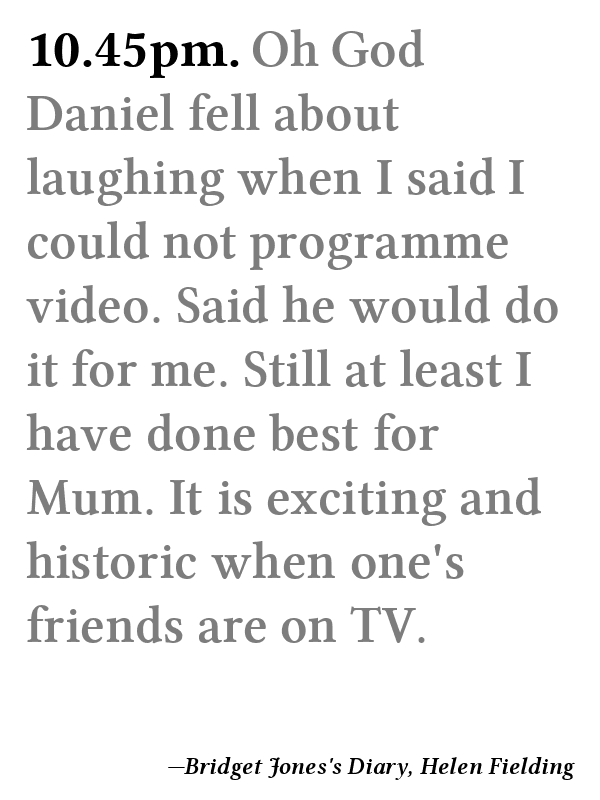 10.45pm. Oh God
Daniel fell about
laughing when I said I
could not programme
video. Said he would do
it for me. Still at least I
have done best for
Mum. It is exciting and
historic when one's
friends are on TV.
—Bridget Jones's Diary, Helen Fielding